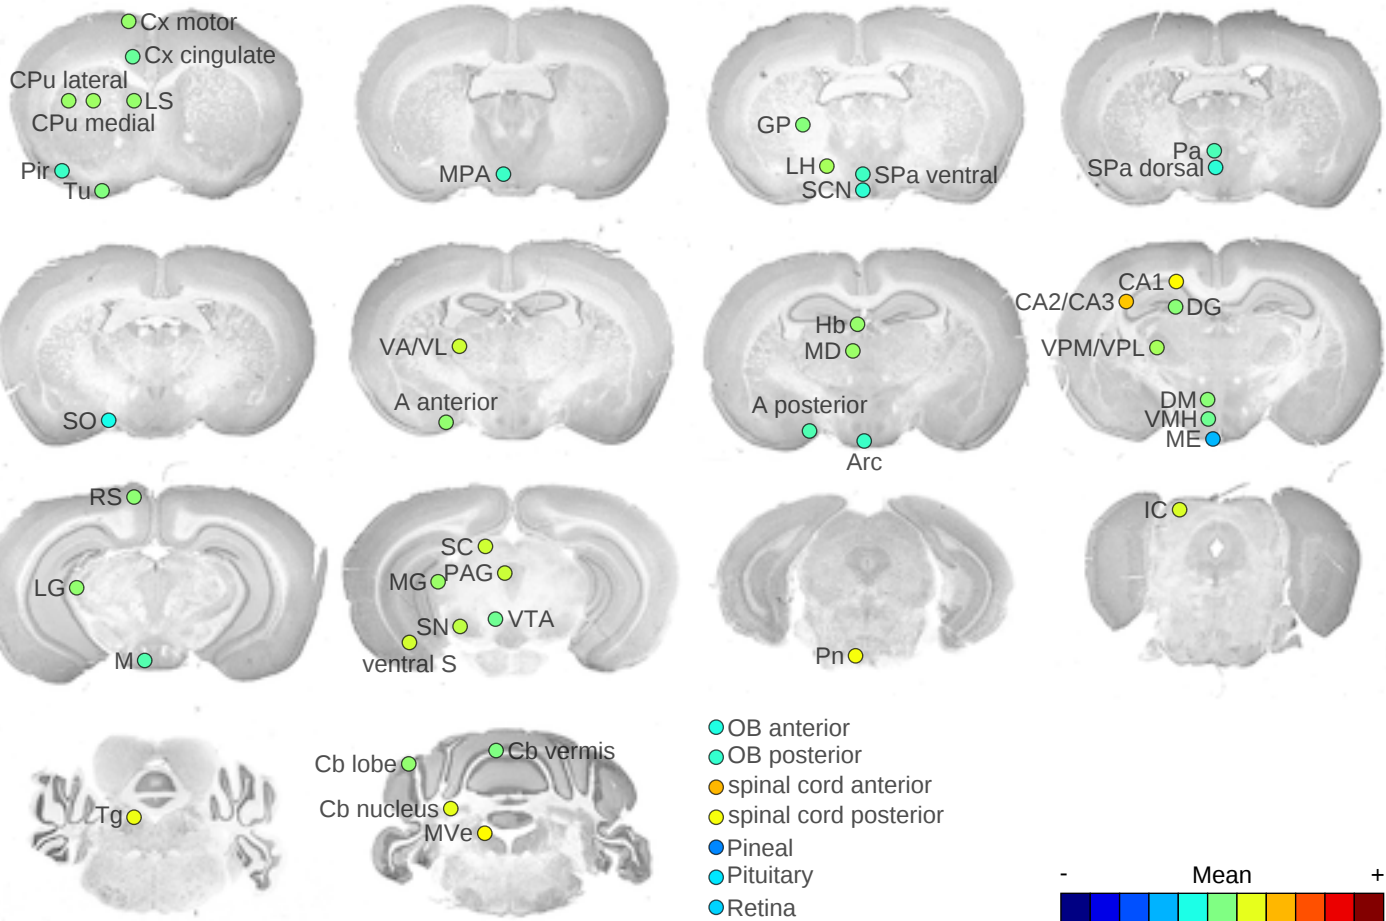 Cx motor
Cx cingulate
CPu lateral
LS
CPu medial
Pir
Tu
MPA
GP
LH
SPa ventral
SCN
Pa
SPa dorsal
SO
VA/VL
A anterior
Hb
MD
A posterior
Arc
CA1
CA2/CA3
DG
VPM/VPL
DM
VMH
ME
RS
LG
M
SC
MG
PAG
SN
VTA
ventral S
Pn
IC
Tg
Cb lobe
Cb vermis
Cb nucleus
MVe
OB anterior
OB posterior
spinal cord anterior
spinal cord posterior
Pineal
Pituitary
Retina
- Mean +